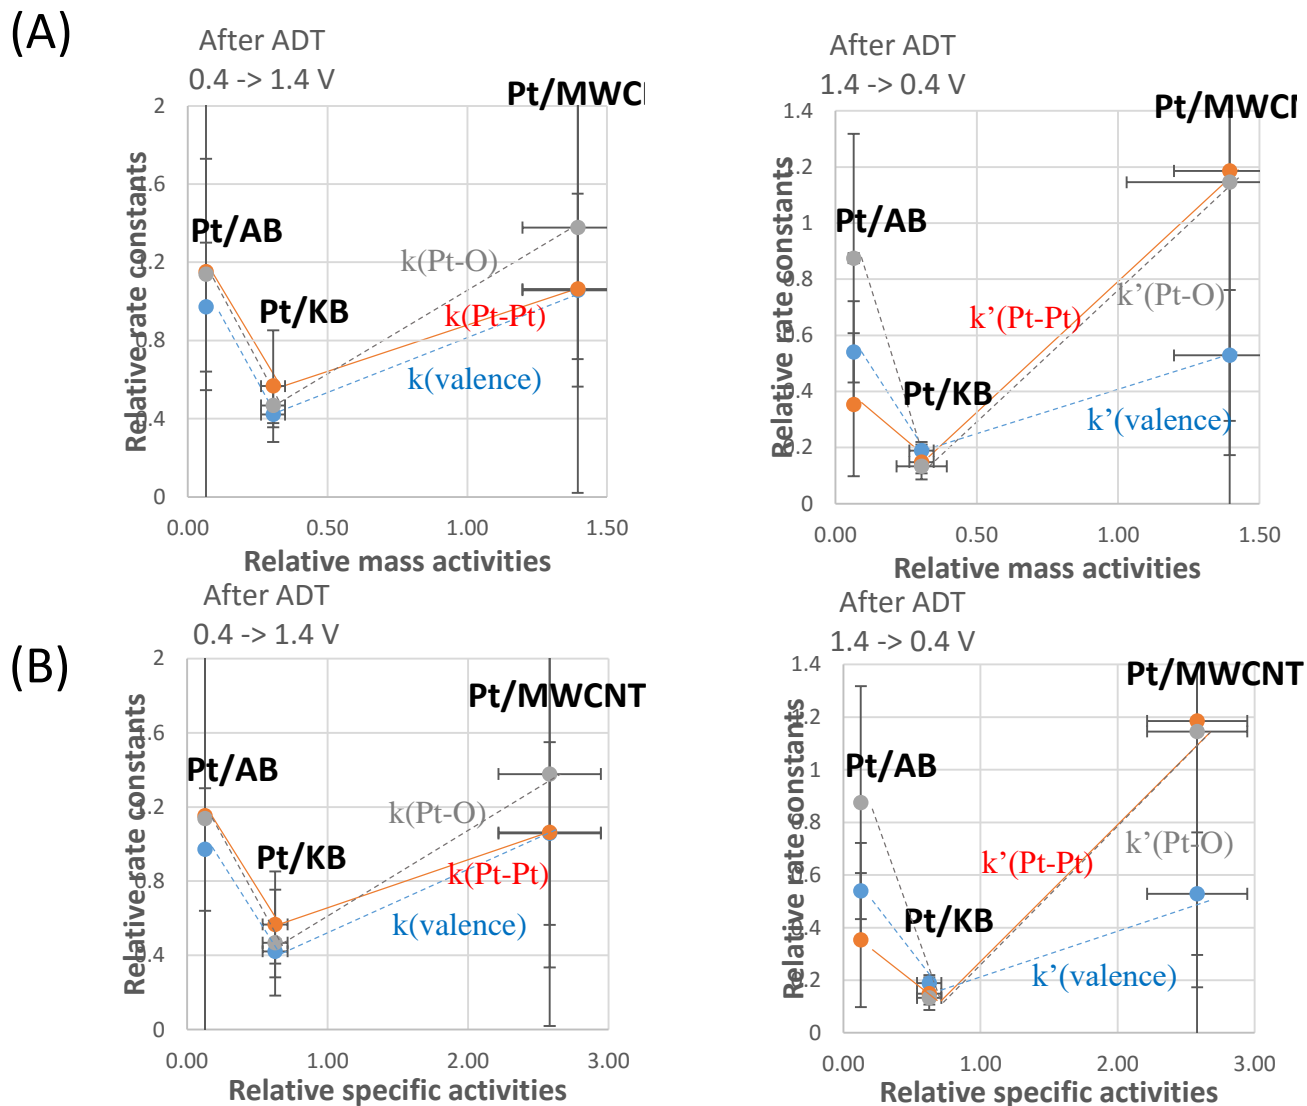 (A)
After ADT
0.4 -> 1.4 V
Pt/MWC
2
1.6
1.2
0.8
0.4
0
Relative rate constants
Pt/AB
Pt/KB
k(Pt-O)
k(Pt-Pt)
k(valence)
0.00 0.50 1.00 1.50
Relative mass activities
After ADT
1.4 -> 0.4 V
Pt/MWC
1.4
1.2
1
0.8
0.6
0.4
0.2
0
Relative rate constants
Pt/AB
Pt/KB
k’(Pt-O)
k’(Pt-Pt)
k’(valence)
0.00 0.50 1.00 1.50
Relative mass activities
(B)
After ADT
0.4 -> 1.4 V
Pt/MWCNT
2
1.6
1.2
0.8
0.4
0
Relative rate constants
Pt/AB
Pt/KB
k(Pt-O)
k(Pt-Pt)
k(valence)
0.00 1.00 2.00 3.00
Relative specific activities
After ADT
1.4 -> 0.4 V
Pt/MWCNT
1.4
1.2
1
0.8
0.6
0.4
0.2
0
Relative rate constants
Pt/AB
Pt/KB
k’(Pt-O)
k’(Pt-Pt)
k’(valence)
0.00 1.00 2.00 3.00
Relative specific activities